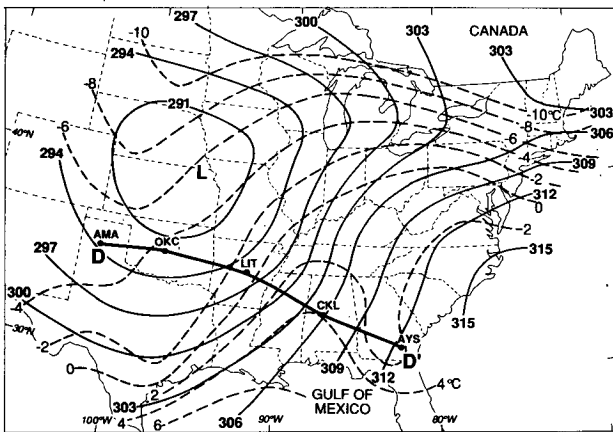 297
300
303
CANADA
303
-10
294
-8
291
-10°C
303
-8
306
-6
-6
40°N
-4
309
294
L
-2
312
0
-2
AMA
OKC
D
315
LIT
297
CKL
315
300
-4
AYS
30°N
D'
-2
309
312
0
2
GULF OF
MEXICO
4°C
303
306
100°W
4
6
90°W
80°W